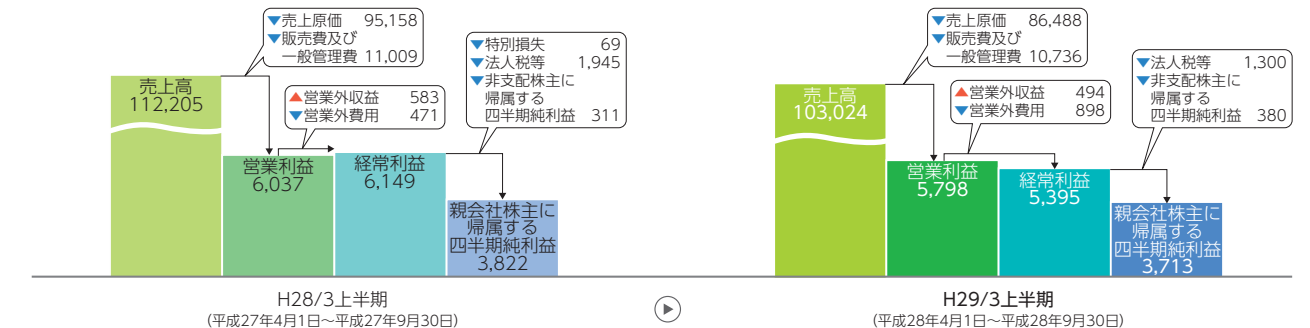 ▼売上原価 95,158
▼販売費及び
一般管理費 11,009
売上高
112,205
▲営業外収益 583
▼営業外費用 471
▼特別損失 69
▼法人税等 1,945
▼非支配株主に
帰属する
四半期純利益 311
営業利益
6,037
経常利益
6,149
親会社株主に
帰属する
四半期純利益
3,822
H28/3上半期
(平成27年4月1日～平成27年9月30日)
▼売上原価 86,488
▼販売費及び
一般管理費 10,736
売上高
103,024
▲営業外収益 494
▼営業外費用 898
▼法人税等 1,300
▼非支配株主に
帰属する
四半期純利益 380
営業利益
5,798
経常利益
5,395
親会社株主に
帰属する
四半期純利益
3,713
H29/3上半期
(平成28年4月1日～平成28年9月30日)